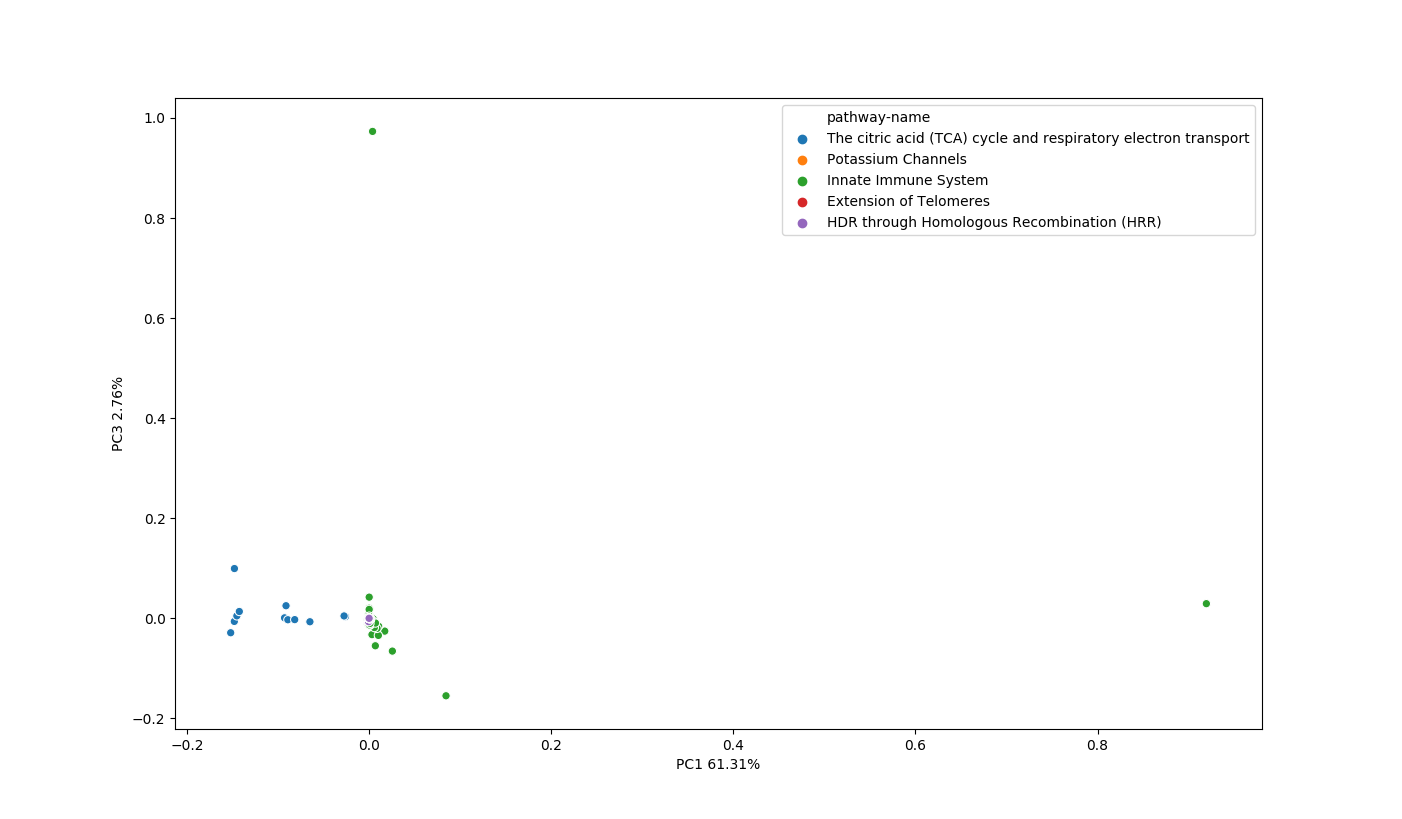 pathway-name
The citric acid (TCA) cycle and respiratory electron transport
Potassium Channels
Innate Immune System
Extension of Telomeres
HDR through Homologous Recombination (HRR)
1.0
0.8
0.6
0.4
0.2
0.0
−0.2
PC3 2.76%
−0.2
0.0
0.2
0.4
0.6
0.8
PC1 61.31%